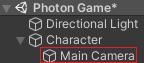 Photon Game*
Directional Light
Character
Main Camera